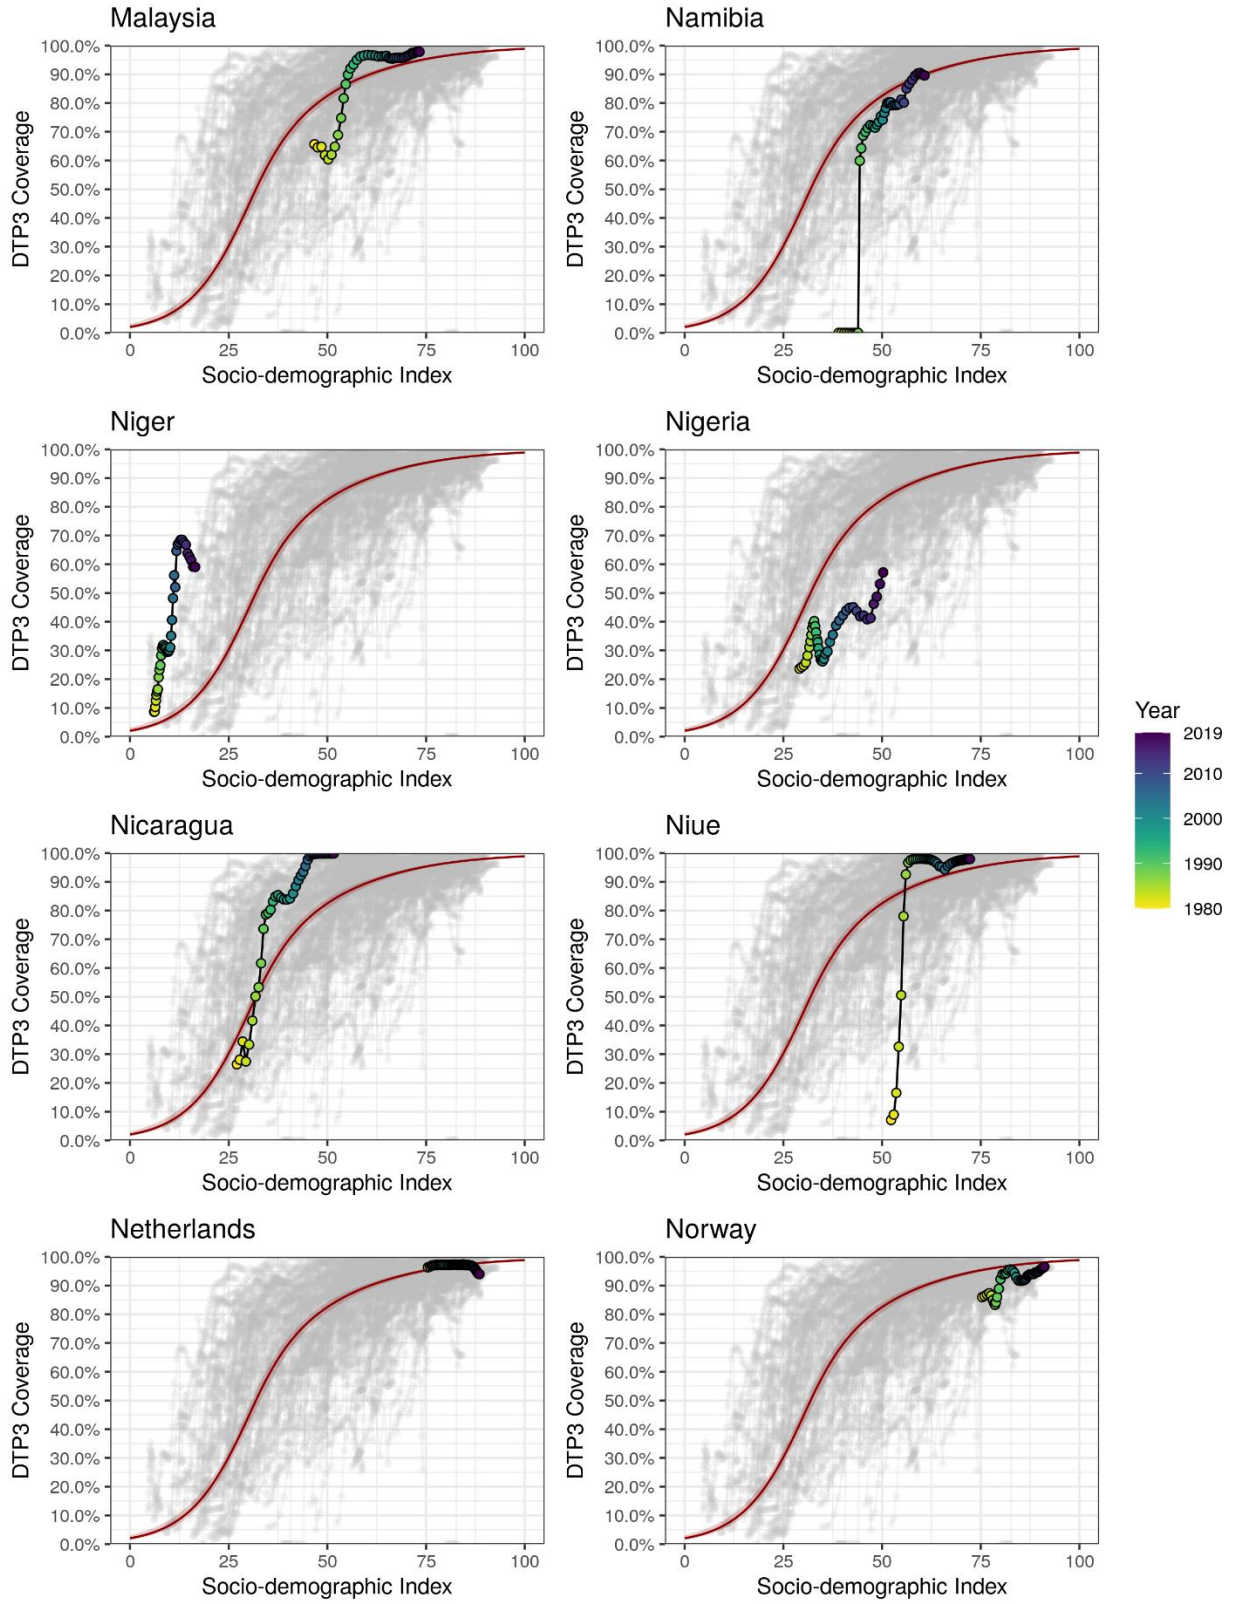 Malaysia
Namibia
100.0%
90.0%
80.0%
70.0%
60.0%
50.0%
40.0%
30.0%
20.0%
10.0%
0.0%
DTP3 Coverage
0 25 50 75 100
Socio-demographic Index
100.0%
90.0%
80.0%
70.0%
60.0%
50.0%
40.0%
30.0%
20.0%
10.0%
0.0%
DTP3 Coverage
0 25 50 75 100
Socio-demographic Index
Niger
Nigeria
100.0%
90.0%
80.0%
70.0%
60.0%
50.0%
40.0%
30.0%
20.0%
10.0%
0.0%
DTP3 Coverage
0 25 50 75 100
Socio-demographic Index
100.0%
90.0%
80.0%
70.0%
60.0%
50.0%
40.0%
30.0%
20.0%
10.0%
0.0%
DTP3 Coverage
0 25 50 75 100
Socio-demographic Index
Year
2019
2010
2000
1990
1980
Nicaragua
Niue
100.0%
90.0%
80.0%
70.0%
60.0%
50.0%
40.0%
30.0%
20.0%
10.0%
0.0%
DTP3 Coverage
0 25 50 75 100
Socio-demographic Index
100.0%
90.0%
80.0%
70.0%
60.0%
50.0%
40.0%
30.0%
20.0%
10.0%
0.0%
DTP3 Coverage
0 25 50 75 100
Socio-demographic Index
Netherlands
Norway
100.0%
90.0%
80.0%
70.0%
60.0%
50.0%
40.0%
30.0%
20.0%
10.0%
0.0%
DTP3 Coverage
0 25 50 75 100
Socio-demographic Index
100.0%
90.0%
80.0%
70.0%
60.0%
50.0%
40.0%
30.0%
20.0%
10.0%
0.0%
DTP3 Coverage
0 25 50 75 100
Socio-demographic Index